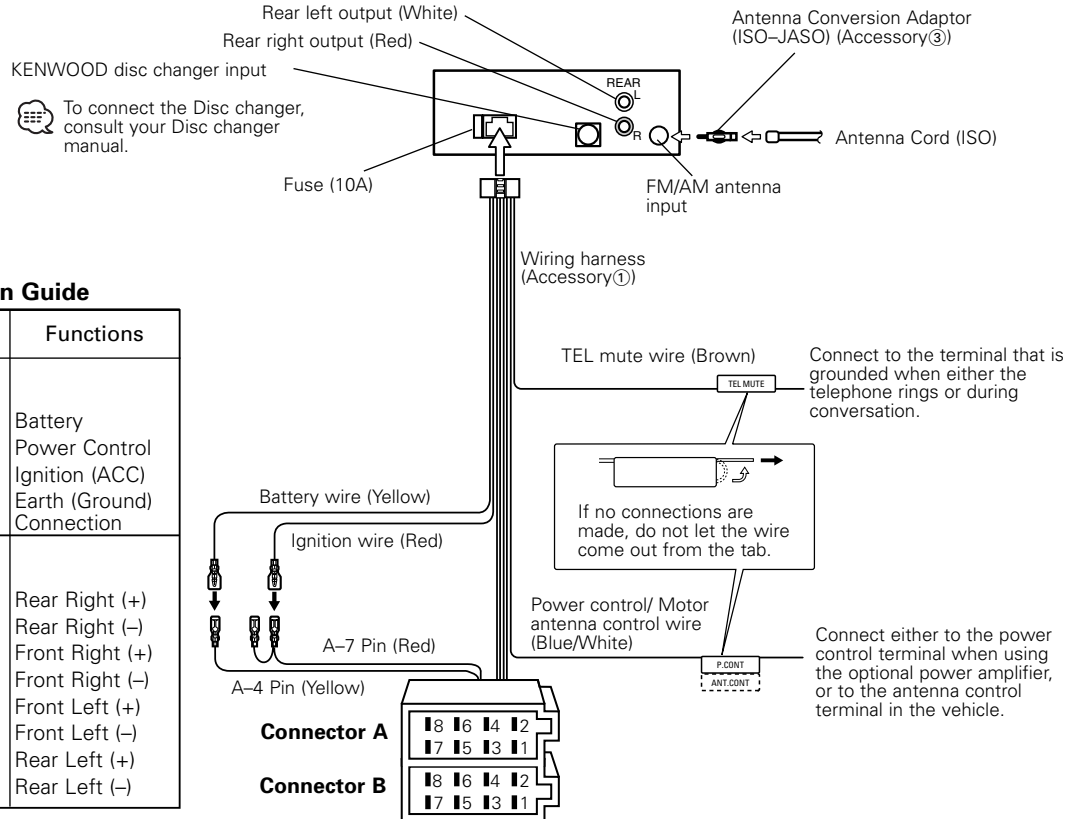 Rear left output (White)
Rear right output (Red)
KENWOOD disc changer input
To connect the Disc changer,
consult your Disc changer
manual.
Antenna Conversion Adaptor
(ISO–JASO) (Accessory③)
REAR
L
R
Antenna Cord (ISO)
Fuse (10A)
FM/AM antenna
input
Wiring harness
(Accessory①)
n Guide
Functions
Battery
Power Control
Ignition (ACC)
Earth (Ground)
Connection
Rear Right (+)
Rear Right (–)
Front Right (+)
Front Right (–)
Front Left (+)
Front Left (–)
Rear Left (+)
Rear Left (–)
TEL mute wire (Brown)
TEL MUTE
Connect to the terminal that is
grounded when either the
telephone rings or during
conversation.
If no connections are
made, do not let the wire
come out from the tab.
Battery wire (Yellow)
Ignition wire (Red)
A–7 Pin (Red)
A–4 Pin (Yellow)
Power control/ Motor
antenna control wire
(Blue/White)
P.CONT
ANT.CONT
Connect either to the power
control terminal when using
the optional power amplifier,
or to the antenna control
terminal in the vehicle.
Connector A
8 6 4 2
7 5 3 1
Connector B
8 6 4 2
7 5 3 1